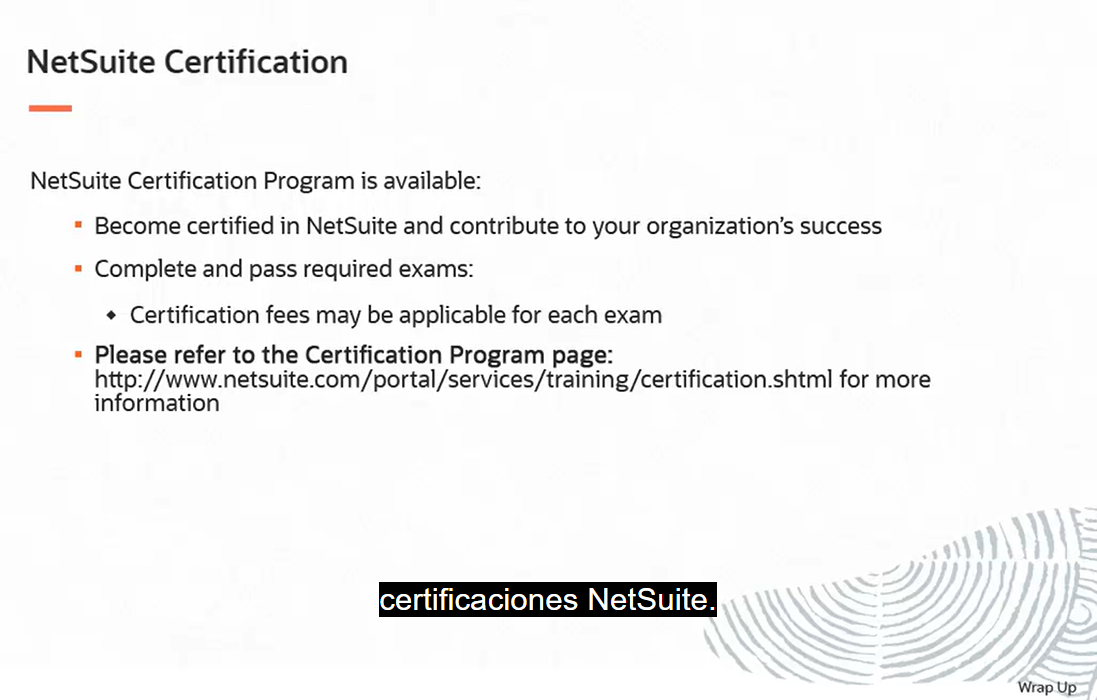 NetSuite Certification
NetSuite Certification Program is available:
Become certified in NetSuite and contribute to your organization's success
Complete and pass required exams:
Certification fees may be applicable for each exam
Please refer to the Certification Program page:
http://www.netsuite.com/portal/services/training/certification.shtml for more
information
certificaciones NetSuite.
Wrap Up